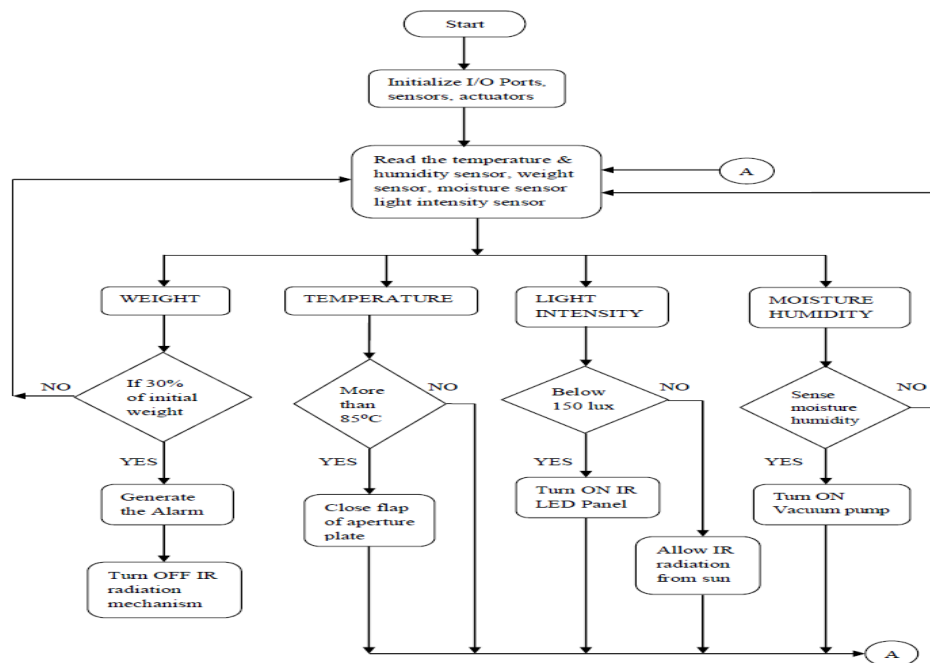 Start
Initialize I/O Ports,
sensors, actuators
Read the temperature &
humidity sensor, weight
sensor, moisture sensor
light intensity sensor
A
WEIGHT
TEMPERATURE
LIGHT
INTENSITY
MOISTURE
HUMIDITY
NO
If 30%
of initial
weight
More
than
85°C
NO
Below
150 lux
NO
Sense
moisture
humidity
NO
YES
YES
YES
YES
Generate
the Alarm
Close flap
of aperture
plate
Turn ON IR
LED Panel
Turn ON
Vacuum pump
Turn OFF IR
radiation
mechanism
Allow IR
radiation
from sun
A